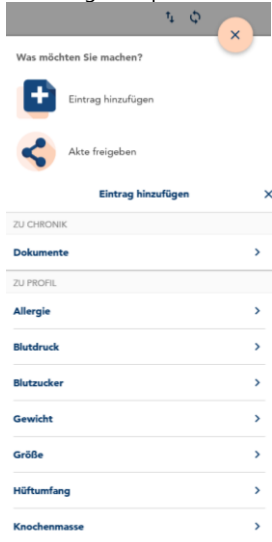 Was möchten Sie machen?
Eintrag hinzufügen
Akte freigeben
Eintrag hinzufügen
ZU CHRONIK
Dokumente
ZU PROFIL
Allergie
Blutdruck
Blutzucker
Gewicht
Größe
Hüftumfang
Knochenmasse